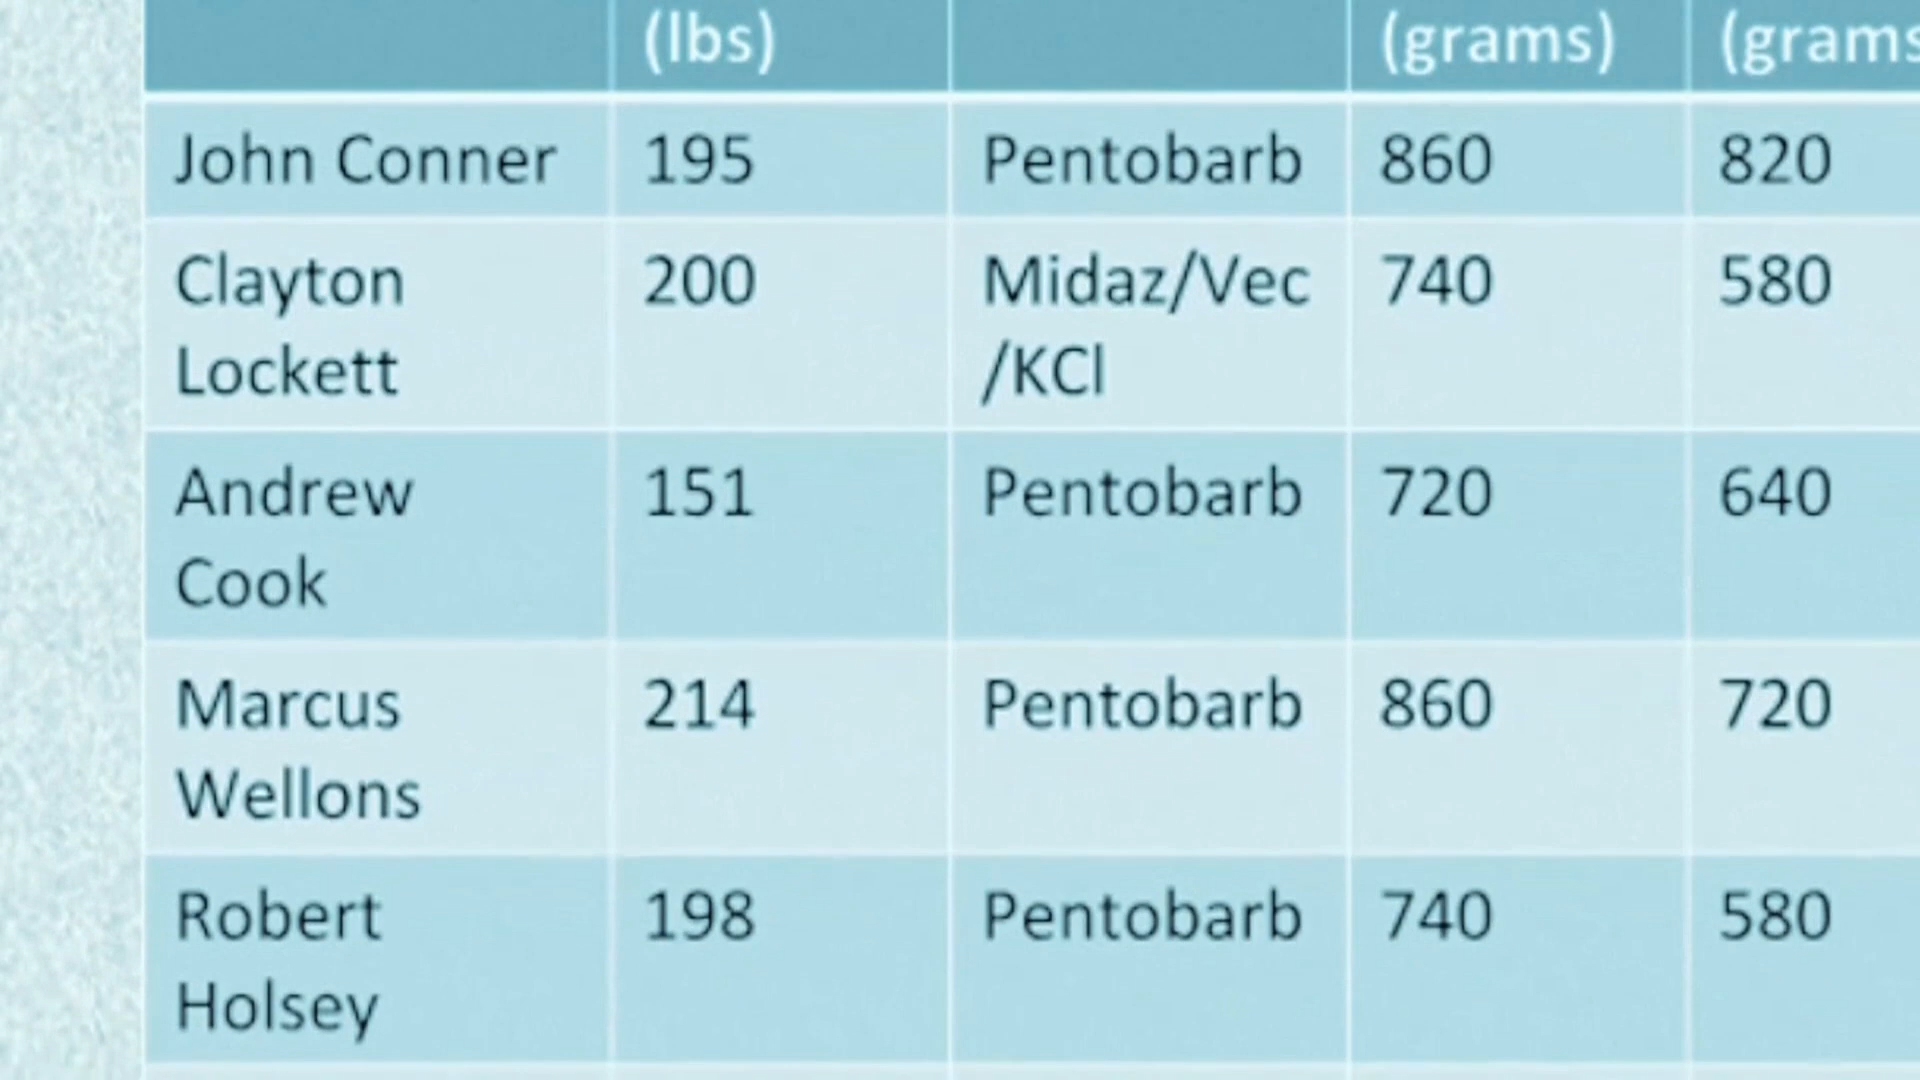 (lbs) (grams) (grams
John Conner 195 Pentobarb 860 820
Clayton 200 Midaz/Vec 740 580
Lockett /KCl
Andrew 151 Pentobarb 720 640
Cook
Marcus 214 Pentobarb 860 720
Wellons
Robert 198 Pentobarb 740 580
Holsey